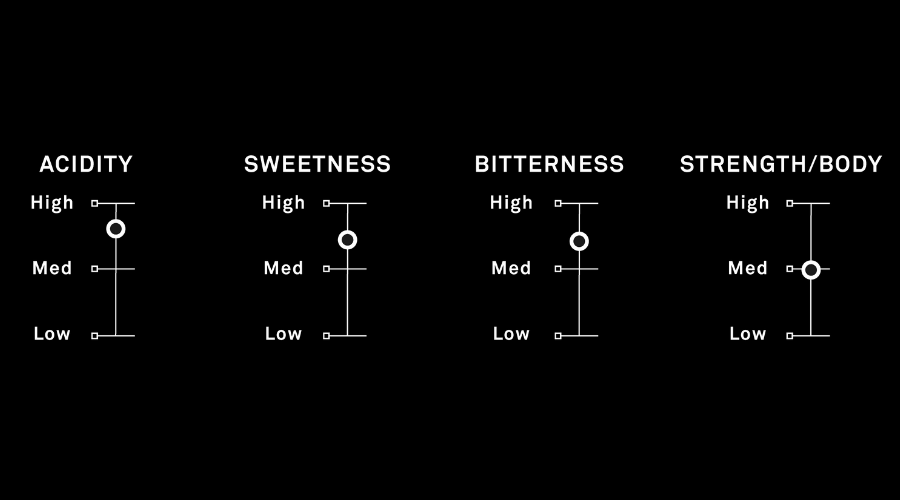 ACIDITY
High
Med
Low
SWEETNESS
High
Med
Low
BITTERNESS
High
Med
Low
STRENGTH/BODY
High
Med
Low